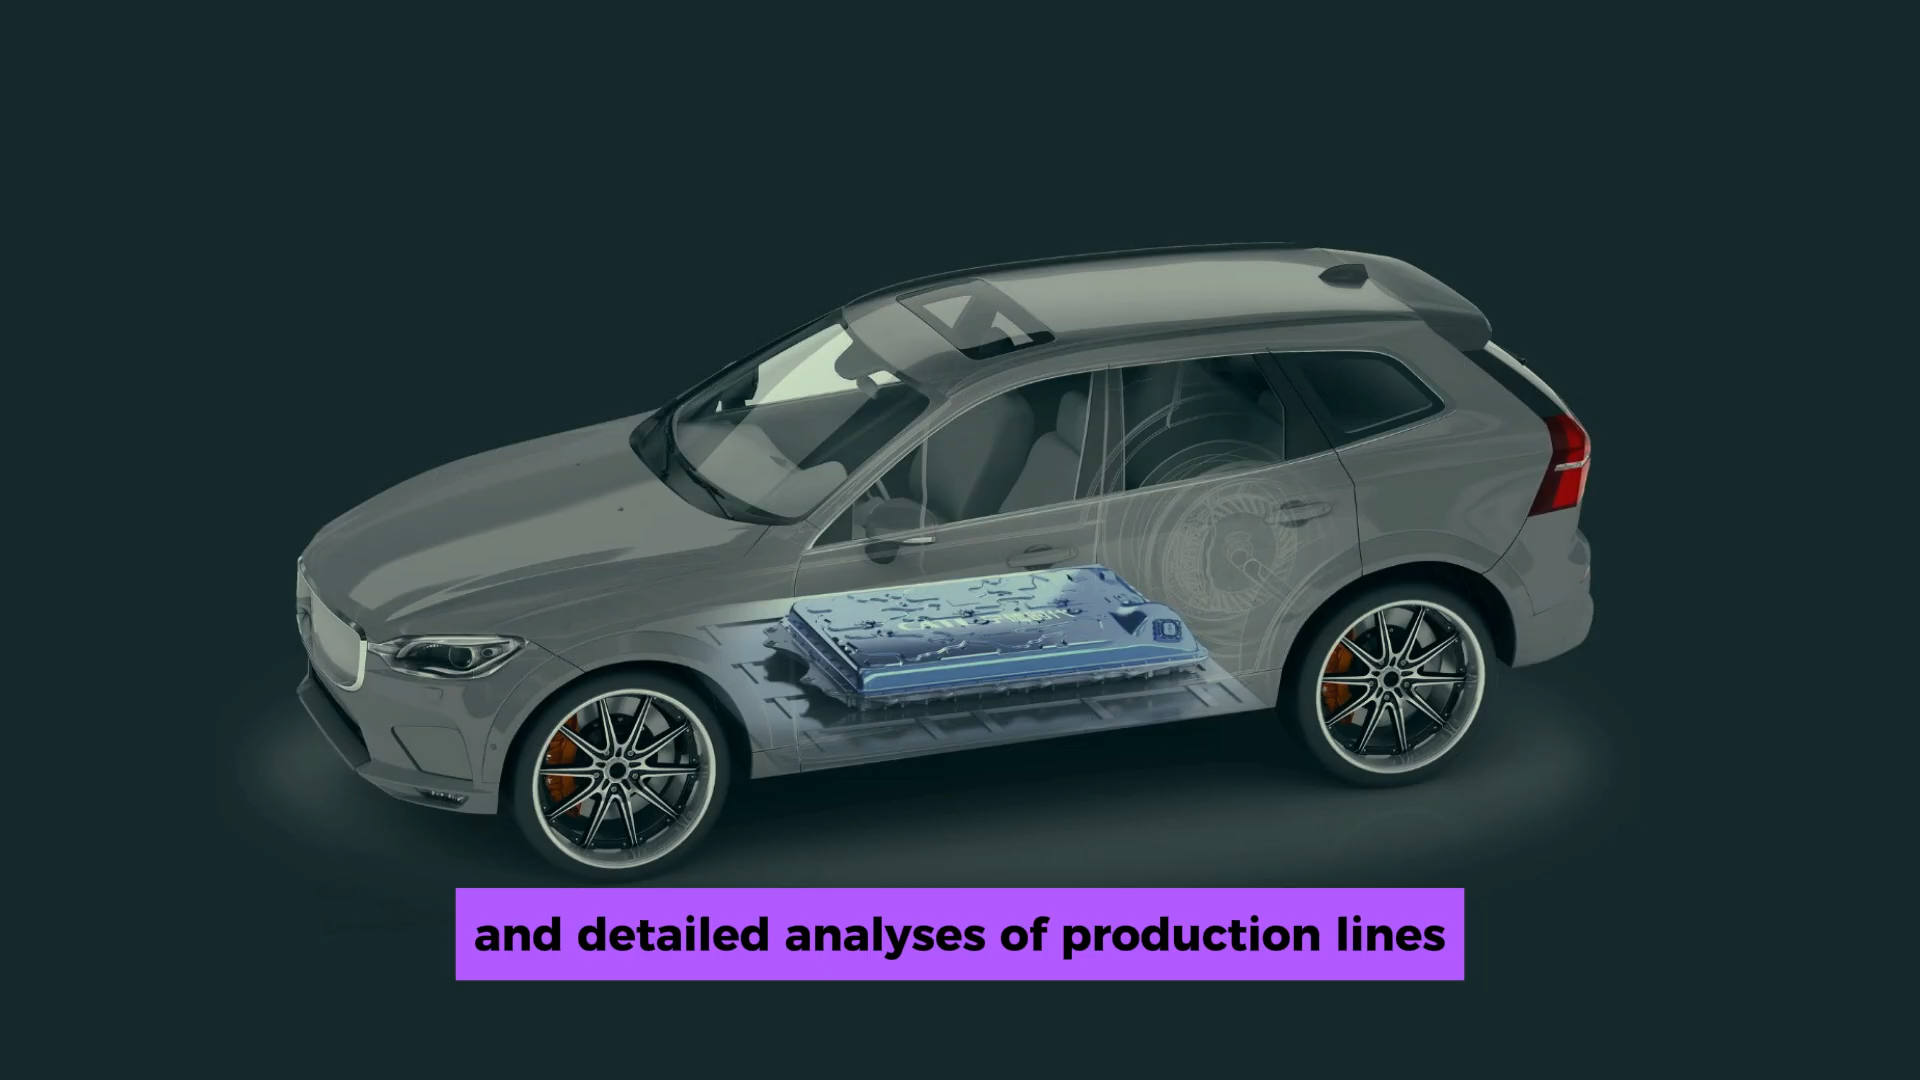 and detailed analyses of production lines